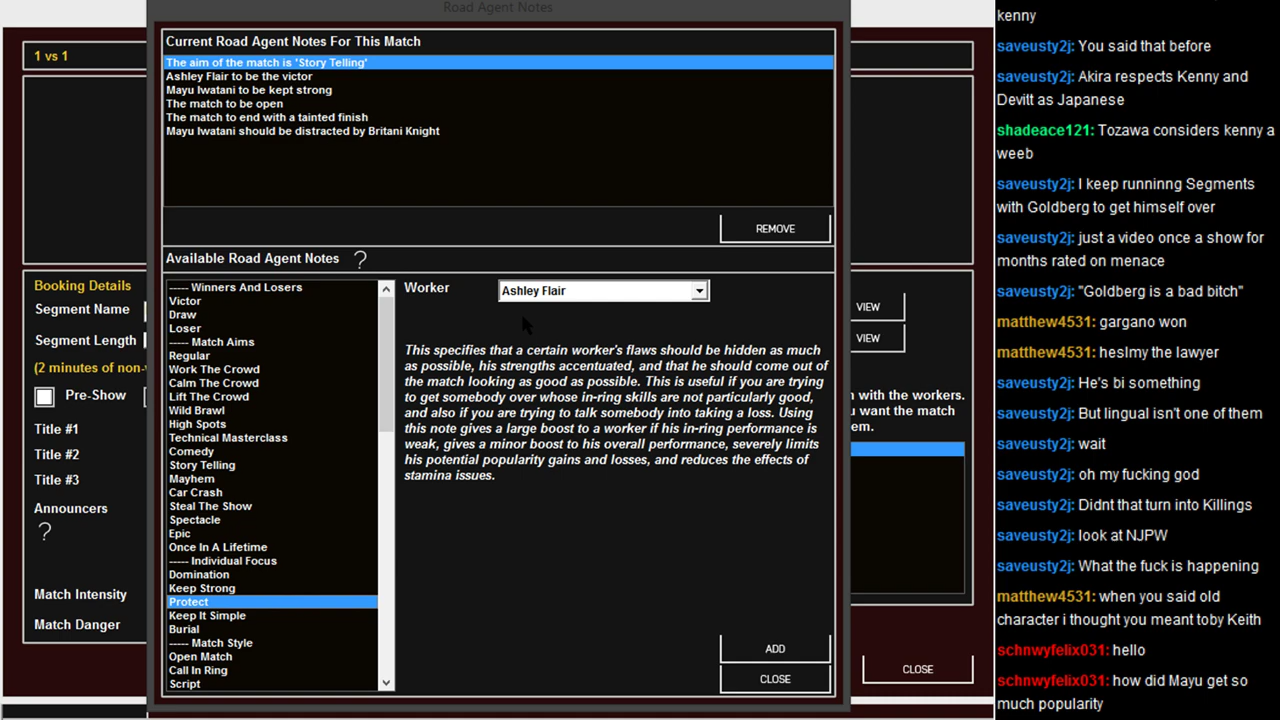 Road Agent Notes
Current Road Agent Notes For This Match
The aim of the match is 'Story Telling'
Ashley Flair to be the victor
Mayu Iwatani to be kept strong
The match to be open
The match to end with a tainted finish
Mayu Iwatani should be distracted by Britani Knight
REMOVE
Available Road Agent Notes ?
----- Winners And Losers
Victor
Draw
Loser
----- Match Aims
Regular
Work The Crowd
Calm The Crowd
Lift The Crowd
Wild Brawl
High Spots
Technical Masterclass
Comedy
Story Telling
Mayhem
Car Crash
Steal The Show
Spectacle
Epic
Once In A Lifetime
----- Individual Focus
Domination
Keep Strong
Protect
Keep It Simple
Burial
----- Match Style
Open Match
Call In Ring
Script
Worker
Ashley Flair
This specifies that a certain worker's flaws should be hidden as much
as possible, his strengths accentuated, and that he should come out of
the match looking as good as possible. This is useful if you are trying
to get somebody over whose in-ring skills are not particularly good,
and also if you are trying to talk somebody into taking a loss. Using
this note gives a large boost to a worker if his in-ring performance is
weak, gives a minor boost to his overall performance, severely limits
his potential popularity gains and losses, and reduces the effects of
stamina issues.
ADD
CLOSE
1 vs 1
Booking Details
Segment Name
Segment Length
(2 minutes of non-
Pre-Show
Title #1
Title #2
Title #3
Announcers
?
Match Intensity
Match Danger
VIEW
VIEW
with the workers.
want the match
em.
CLOSE
kenny
saveusty2j: You said that before
saveusty2j: Akira respects Kenny and
Devitt as Japanese
shadeace121: Tozawa considers kenny a
weeb
saveusty2j: I keep runninng Segments
with Goldberg to get himself over
saveusty2j: just a video once a show for
months rated on menace
saveusty2j: "Goldberg is a bad bitch"
matthew4531: gargano won
matthew4531: heslmy the lawyer
saveusty2j: He's bi something
saveusty2j: But lingual isn't one of them
saveusty2j: wait
saveusty2j: oh my fucking god
saveusty2j: Didnt that turn into Killings
saveusty2j: look at NJPW
saveusty2j: What the fuck is happening
matthew4531: when you said old
character i thought you meant toby Keith
schnwyfelix031: hello
schnwyfelix031: how did Mayu get so
much popularity